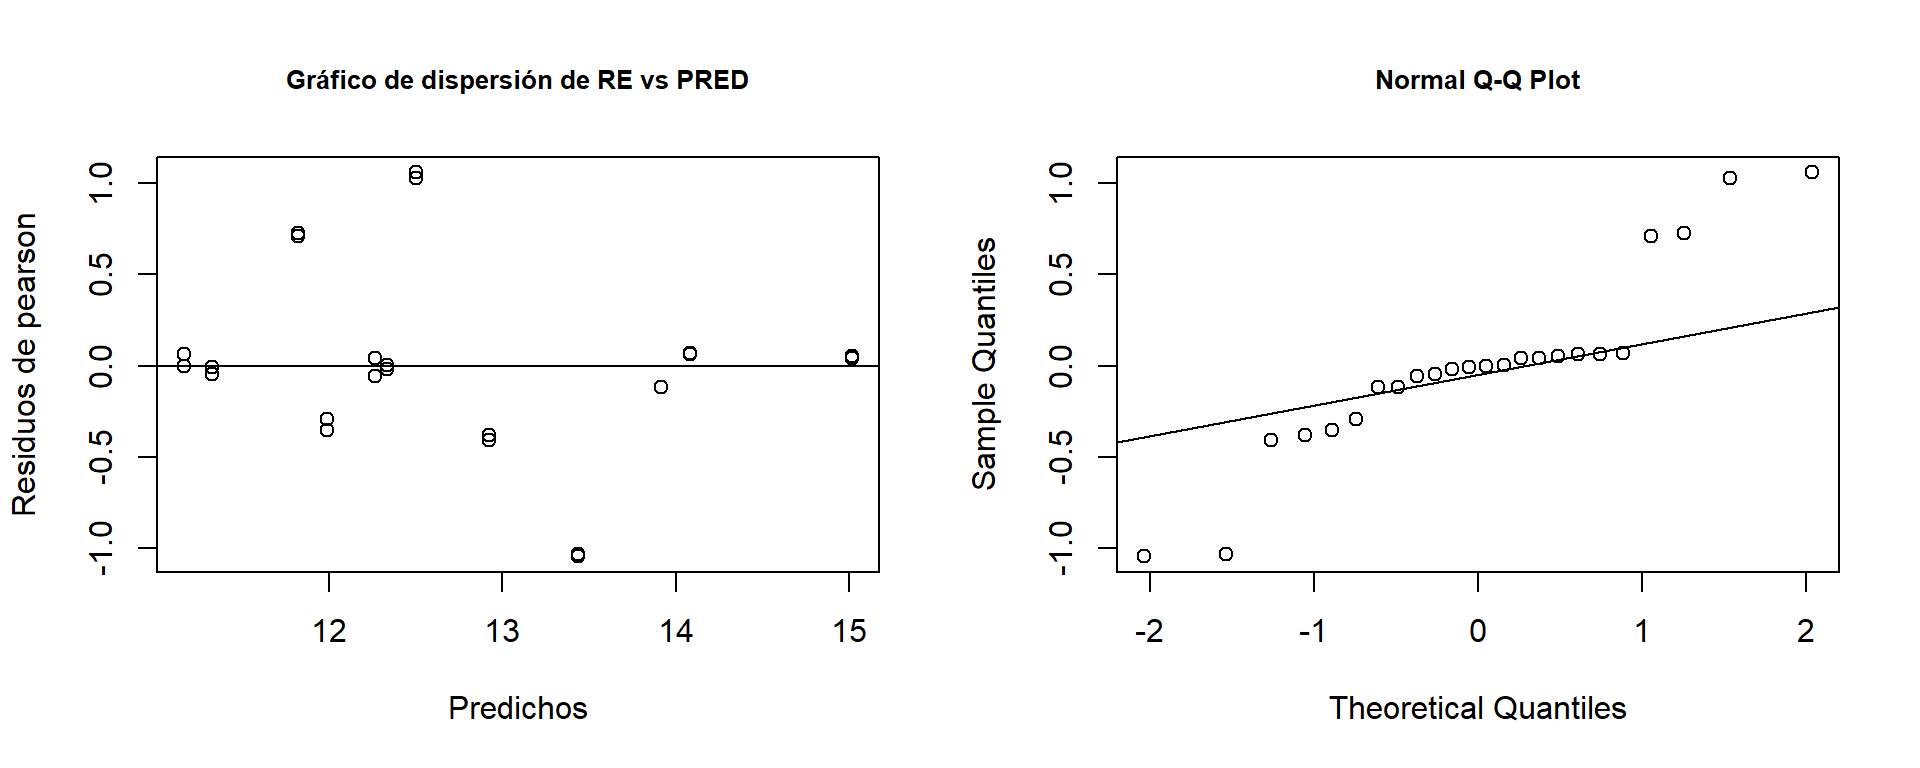 Gráfico de dispersión de RE vs PRED
Residuos de pearson
1.0
0.5
0.0
-0.5
-1.0
12 13 14 15
Predichos
Normal Q-Q Plot
Sample Quantiles
1.0
0.5
0.0
-0.5
-1.0
-2 -1 0 1 2
Theoretical Quantiles